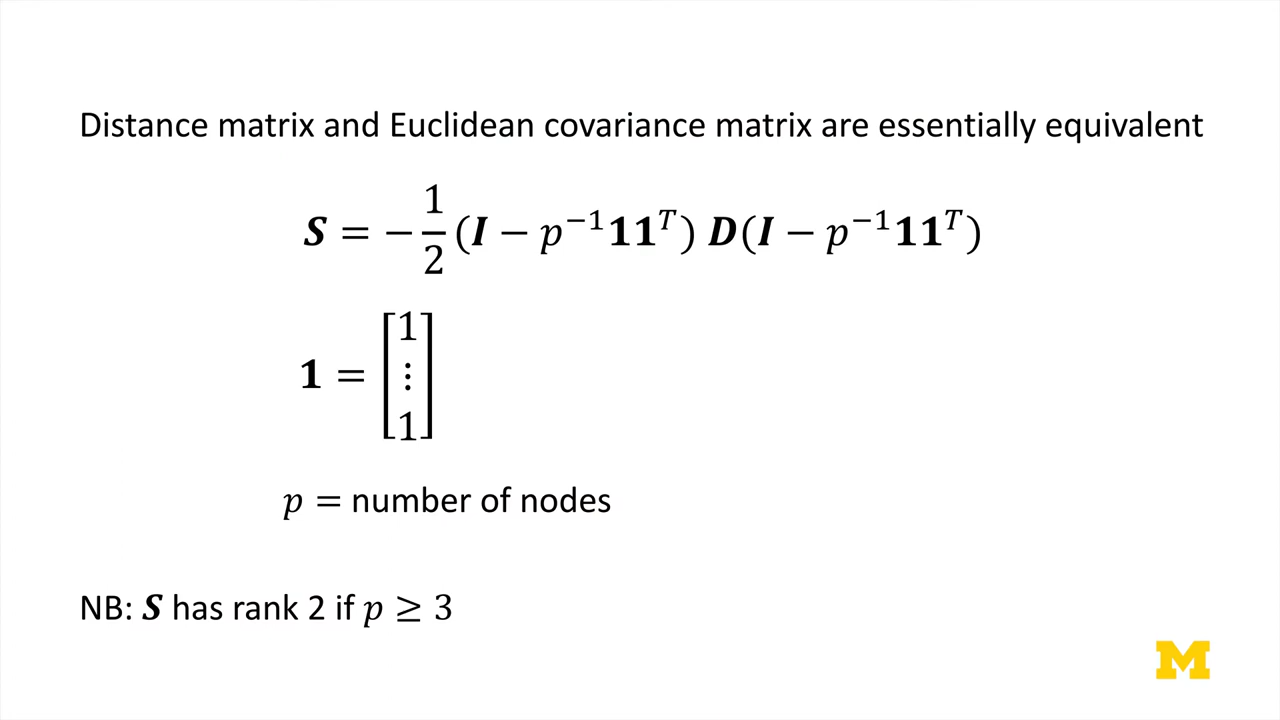 Distance matrix and Euclidean covariance matrix are essentially equivalent
𝑺 = −1/2 (𝑰 − 𝑝⁻¹𝟏𝟏ᵀ) 𝑫(𝑰 − 𝑝⁻¹𝟏𝟏ᵀ)
𝟏 = [1 ⋮ 1]
𝑝 = number of nodes
NB: 𝑺 has rank 2 if 𝑝 ≥ 3
M